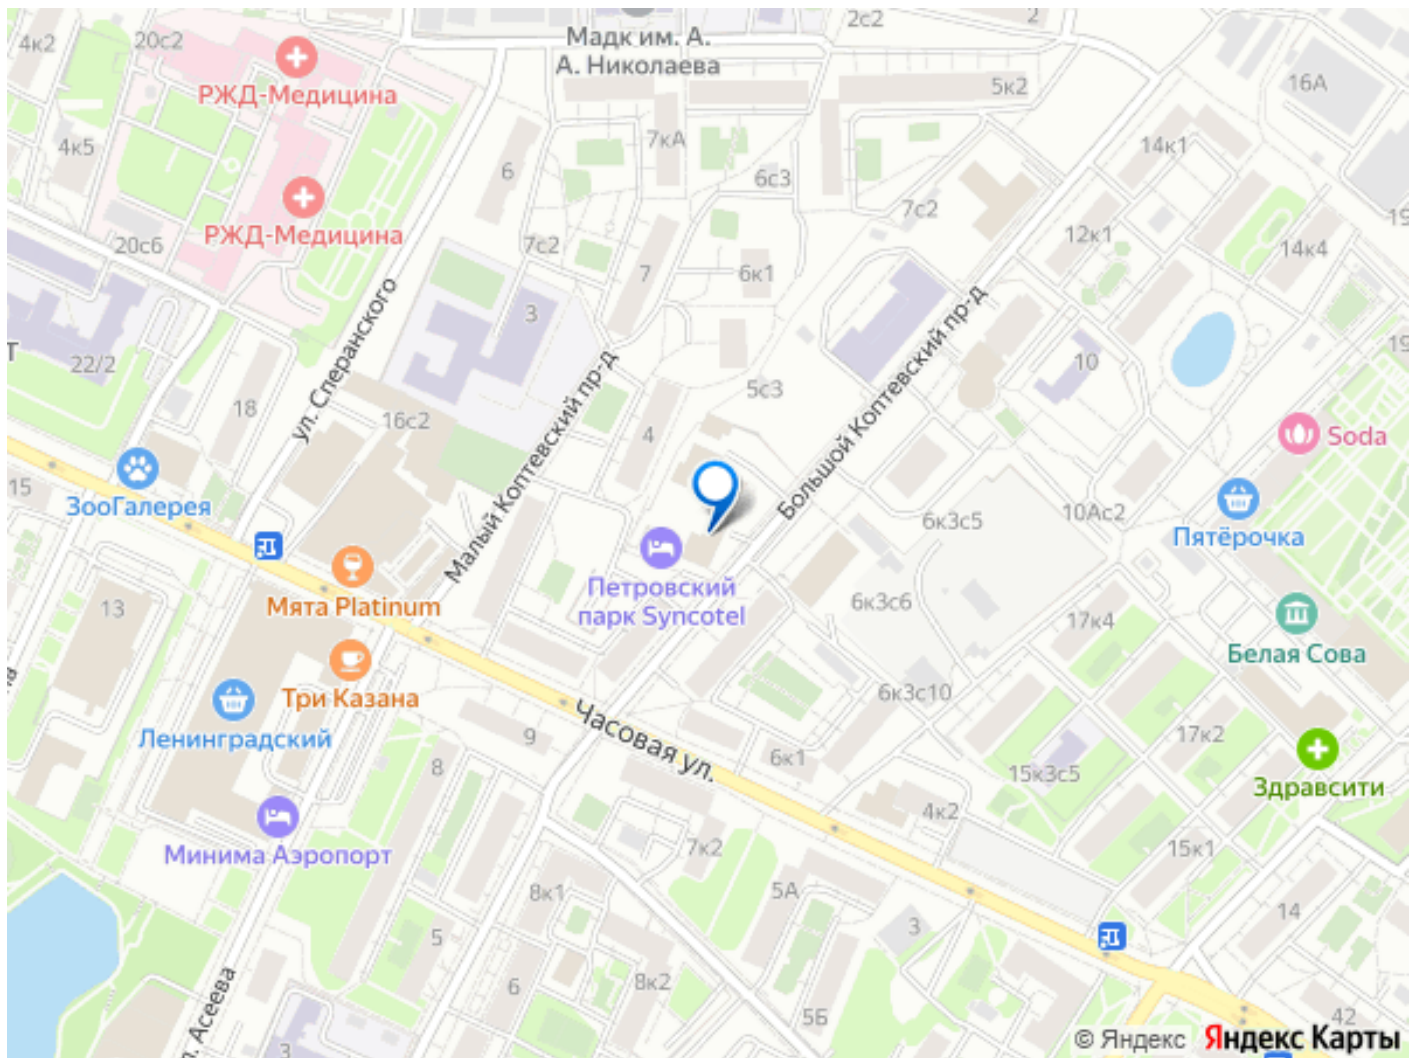 2с2
2
4к2
20с2
Мадк им. А.
А. Николаева
РЖД-Медицина
5к2
16А
4к5
7кА
14к1
6
6с3
РЖД-Медицина
7с2
19
20с6
7с2
12к1
14к4
7
6к1
3
ул. Сперанского
Большой Коптевский пр-д
Т
22/2
19
10
5с3
Малый Коптевский пр-д
18
16с2
4
Soda
15
ЗооГалерея
6к3с5
10Ас2
Пятёрочка
Мята Platinum
Петровский
парк Syncotel
13
6к3с6
17к4
Белая Сова
Три Казана
6к3с10
Ленинградский
9
Часовая ул.
17к2
8
6к1
15к3с5
Здравсити
4к2
Минима Аэропорт
7к2
15к1
8к1
5А
14
3
5
6
8к2
5Б
42
Асеева
3
© Яндекс Яндекс Карты